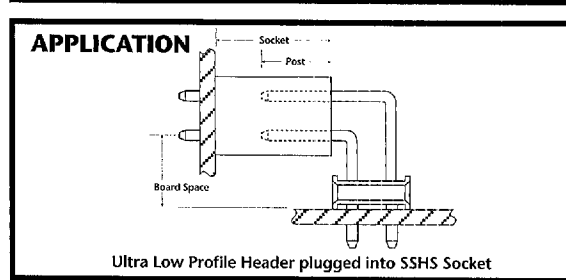 APPLICATION
Socket
Post
Board Space
Ultra Low Profile Header plugged into SSHS Socket